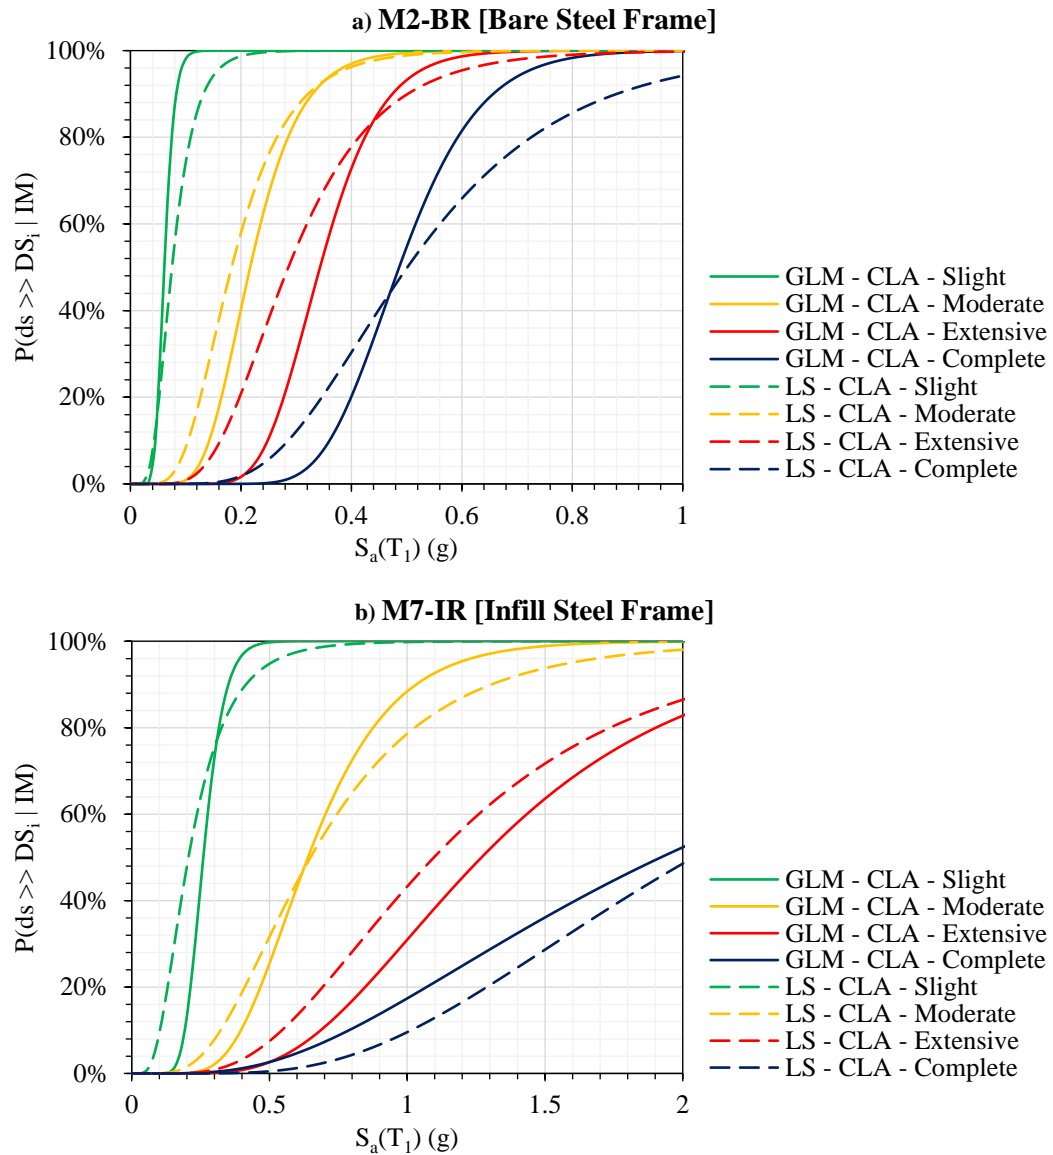 a) M2-BR [Bare Steel Frame]
100%
80%
60%
40%
20%
0%
P(ds >> DSi | IM)
0 0.2 0.4 0.6 0.8 1
Sa(T1) (g)
GLM - CLA - Slight
GLM - CLA - Moderate
GLM - CLA - Extensive
GLM - CLA - Complete
LS - CLA - Slight
LS - CLA - Moderate
LS - CLA - Extensive
LS - CLA - Complete
b) M7-IR [Infill Steel Frame]
100%
80%
60%
40%
20%
0%
P(ds >> DSi | IM)
0 0.5 1 1.5 2
Sa(T1) (g)
GLM - CLA - Slight
GLM - CLA - Moderate
GLM - CLA - Extensive
GLM - CLA - Complete
LS - CLA - Slight
LS - CLA - Moderate
LS - CLA - Extensive
LS - CLA - Complete